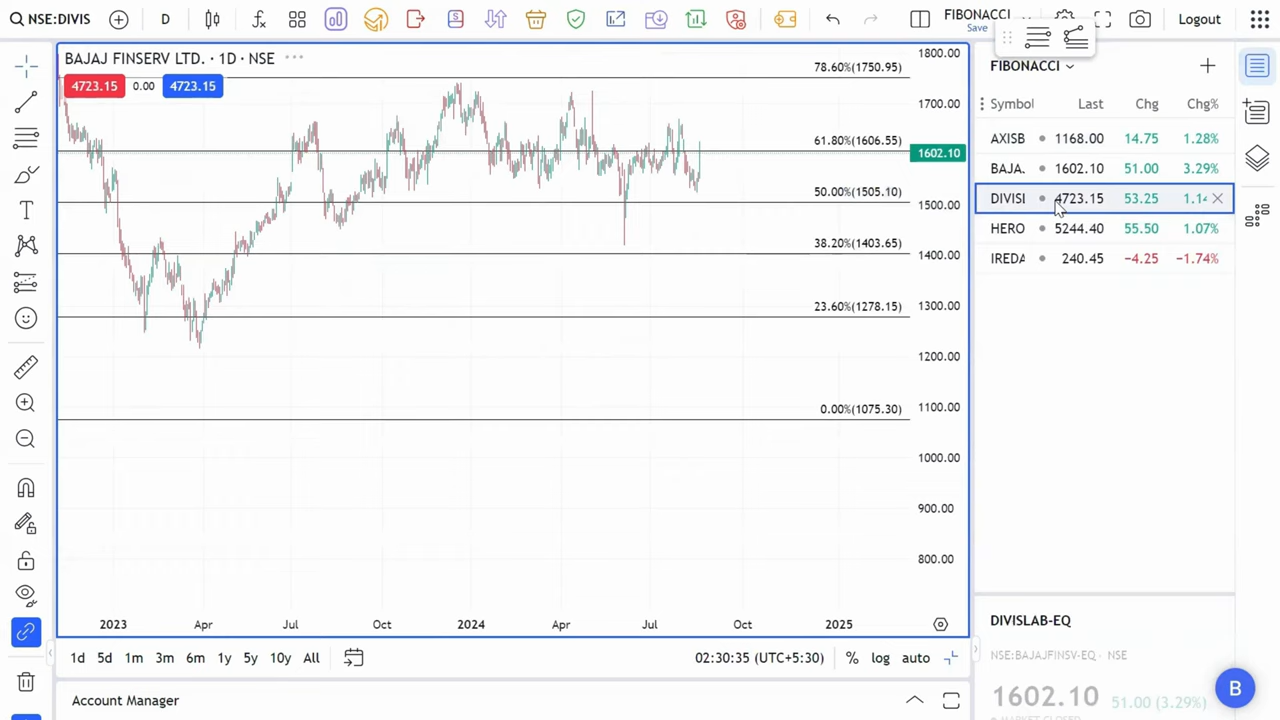 NSE:DIVIS
D
FIBONACCI
Save
Logout
BAJAJ FINSERV LTD. · 1D · NSE
4723.15
0.00
4723.15
78.60%(1750.95)
61.80%(1606.55)
50.00%(1505.10)
38.20%(1403.65)
23.60%(1278.15)
0.00%(1075.30)
1800.00
1700.00
1602.10
1500.00
1400.00
1300.00
1200.00
1100.00
1000.00
900.00
800.00
2023 Apr Jul Oct 2024 Apr Jul Oct 2025
1d 5d 1m 3m 6m 1y 5y 10y All
02:30:35 (UTC+5:30)
% log auto
Account Manager
FIBONACCI
Symbol Last Chg Chg%
AXISB 1168.00 14.75 1.28%
BAJA. 1602.10 51.00 3.29%
DIVISI 4723.15 53.25 1.14
HERO 5244.40 55.50 1.07%
IREDA 240.45 −4.25 −1.74%
DIVISLAB-EQ
NSE:BAJAJFINSV-EQ · NSE
1602.10 51.00 (3.29%)
MARKET CLOSED
B